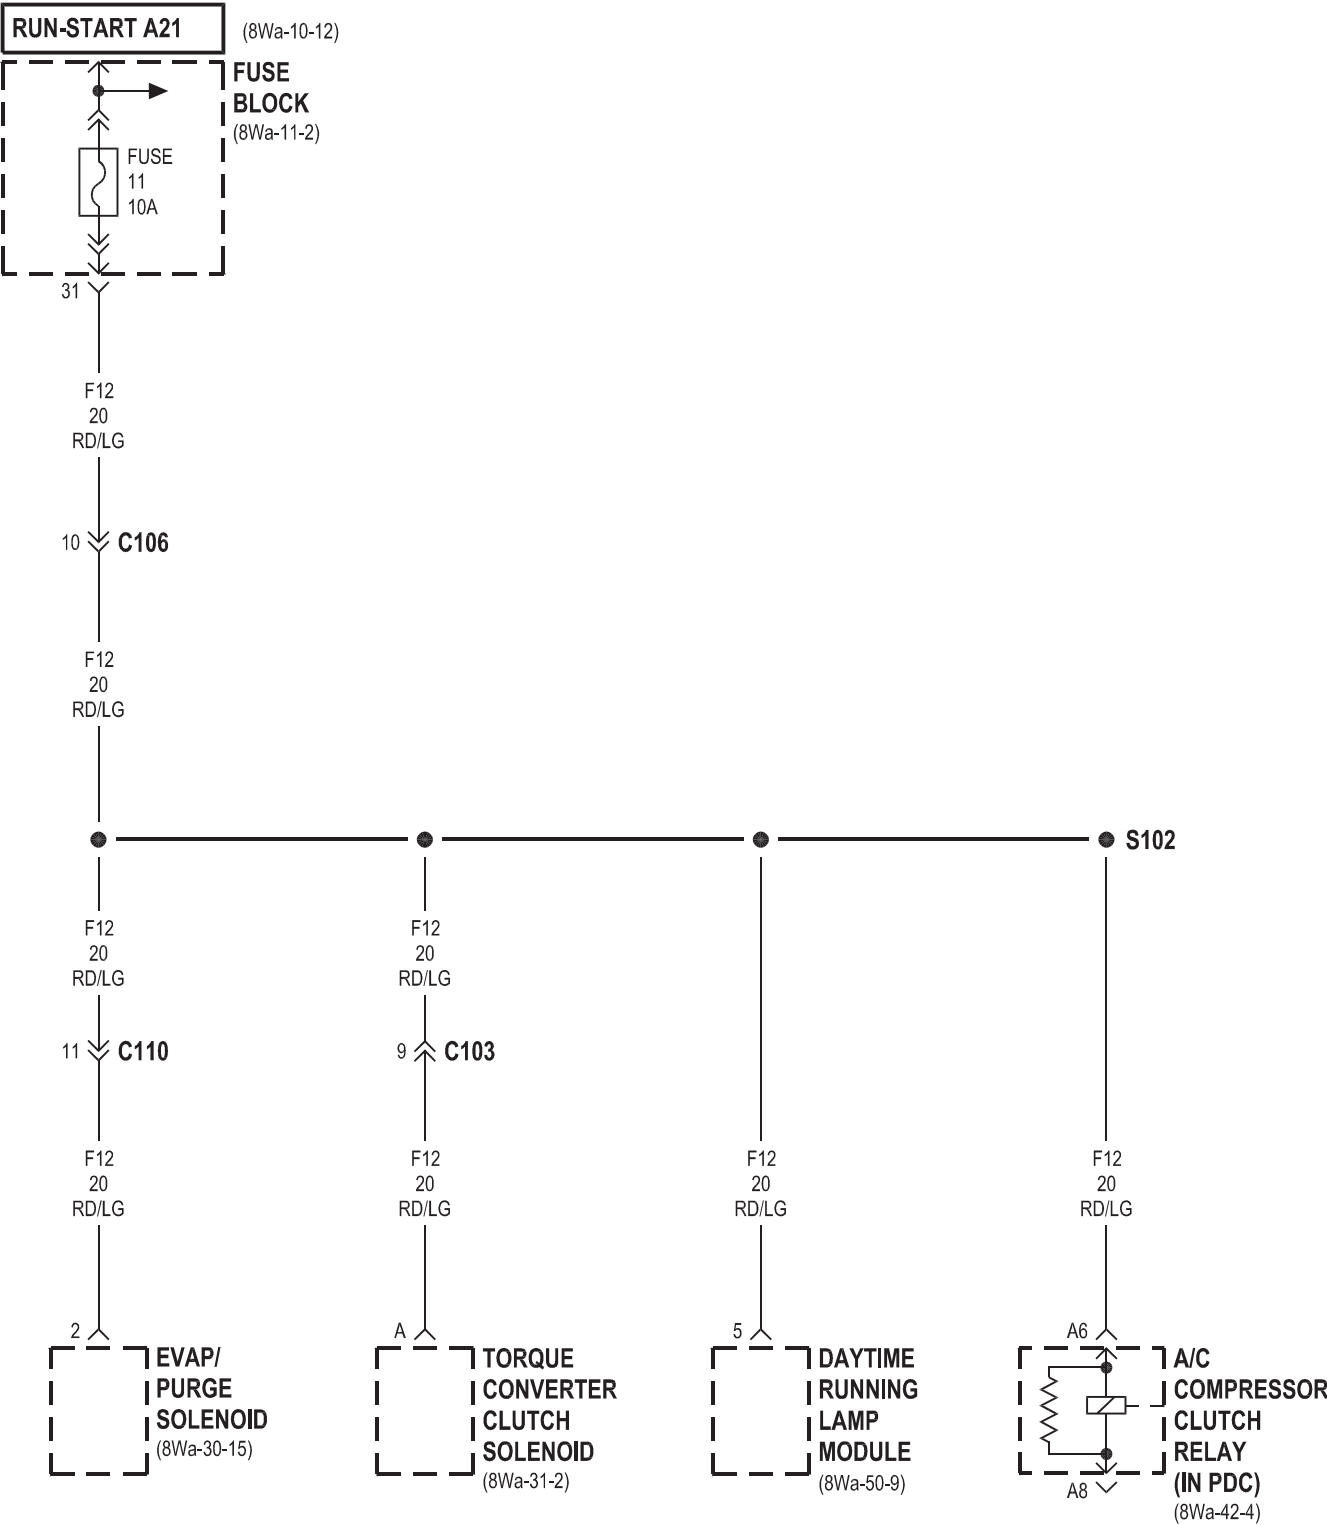 RUN-START A21
(8Wa-10-12)
FUSE
BLOCK
(8Wa-11-2)
FUSE
11
10A
31
F12
20
RD/LG
10
C106
F12
20
RD/LG
S102
F12
20
RD/LG
F12
20
RD/LG
11
C110
9
C103
F12
20
RD/LG
F12
20
RD/LG
F12
20
RD/LG
F12
20
RD/LG
2
EVAP/
PURGE
SOLENOID
(8Wa-30-15)
A
TORQUE
CONVERTER
CLUTCH
SOLENOID
(8Wa-31-2)
5
DAYTIME
RUNNING
LAMP
MODULE
(8Wa-50-9)
A6
A/C
COMPRESSOR
CLUTCH
RELAY
(IN PDC)
(8Wa-42-4)
A8